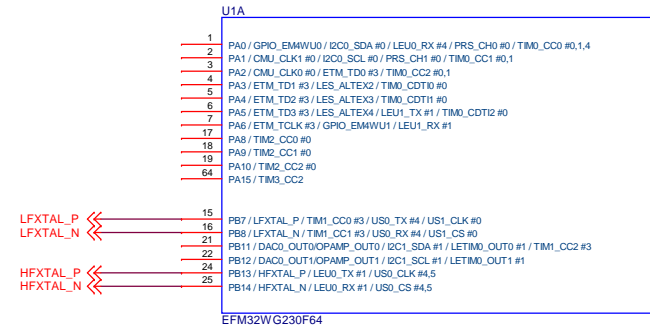 U1A
1 PA0 / GPIO_EM4WU0 / I2C0_SDA #0 / LEU0_RX #4 / PRS_CH0 #0 / TIM0_CC0 #0,1,4
2 PA1 / CMU_CLK1 #0 / I2C0_SCL #0 / PRS_CH1 #0 / TIM0_CC1 #0,1
3 PA2 / CMU_CLK0 #0 / ETM_TD0 #3 / TIM0_CC2 #0,1
4 PA3 / ETM_TD1 #3 / LES_ALTEX2 / TIM0_CDTI0 #0
5 PA4 / ETM_TD2 #3 / LES_ALTEX3 / TIM0_CDTI1 #0
6 PA5 / ETM_TD3 #3 / LES_ALTEX4 / LEU1_TX #1 / TIM0_CDTI2 #0
7 PA6 / ETM_TCLK #3 / GPIO_EM4WU1 / LEU1_RX #1
17 PA8 / TIM2_CC0 #0
18 PA9 / TIM2_CC1 #0
19 PA10 / TIM2_CC2 #0
64 PA15 / TIM3_CC2
LFXTAL_P 15 PB7 / LFXTAL_P / TIM1_CC0 #3 / US0_TX #4 / US1_CLK #0
LFXTAL_N 16 PB8 / LFXTAL_N / TIM1_CC1 #3 / US0_RX #4 / US1_CS #0
21 PB11 / DAC0_OUT0/OPAMP_OUT0 / I2C1_SDA #1 / LETIM0_OUT0 #1 / TIM1_CC2 #3
22 PB12 / DAC0_OUT1/OPAMP_OUT1 / I2C1_SCL #1 / LETIM0_OUT1 #1
HFXTAL_P 24 PB13 / HFXTAL_P / LEU0_TX #1 / US0_CLK #4,5
HFXTAL_N 25 PB14 / HFXTAL_N / LEU0_RX #1 / US0_CS #4,5
EFM32WG230F64